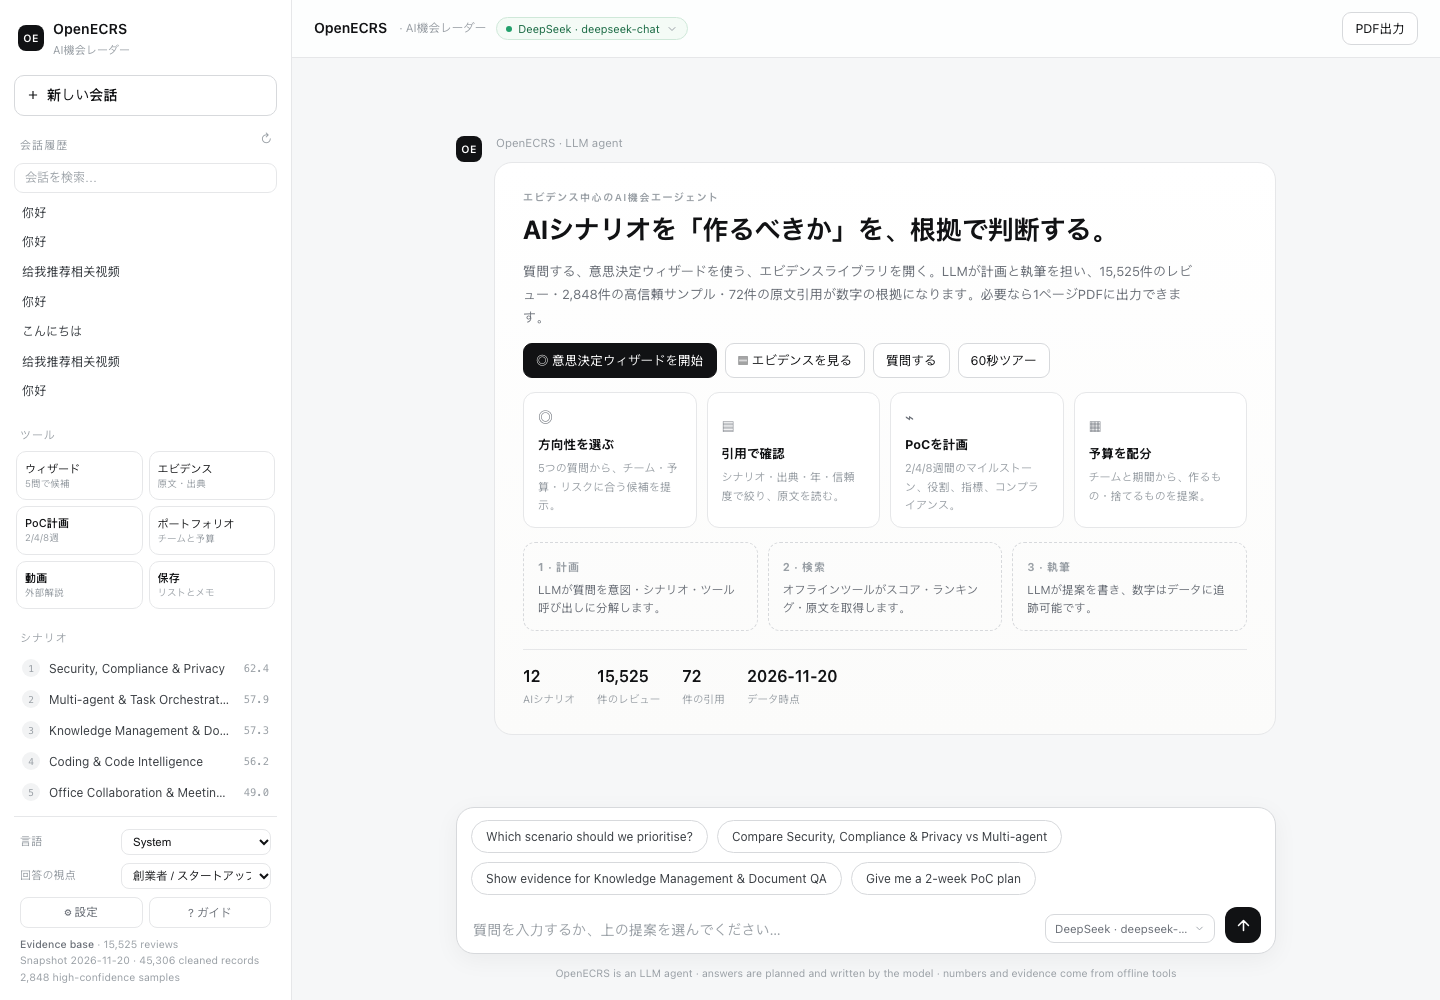 OE
OpenECRS
AI機会レーダー
+ 新しい会話
会話履歴
会話を検索...
你好
你好
给我推荐相关视频
你好
こんにちは
给我推荐相关视频
你好
ツール
ウィザード
5問で候補
エビデンス
原文・出典
PoC計画
2/4/8週
ポートフォリオ
チームと予算
動画
外部解説
保存
リストとメモ
シナリオ
1 Security, Compliance & Privacy 62.4
2 Multi-agent & Task Orchestrat... 57.9
3 Knowledge Management & Do... 57.3
4 Coding & Code Intelligence 56.2
5 Office Collaboration & Meetin... 49.0
言語 System
回答の視点 創業者 / スタートアップ
⚙ 設定
? ガイド
Evidence base · 15,525 reviews
Snapshot 2026-11-20 · 45,306 cleaned records
2,848 high-confidence samples
OpenECRS · AI機会レーダー DeepSeek · deepseek-chat
PDF出力
OE
OpenECRS · LLM agent
エビデンス中心のAI機会エージェント
AIシナリオを「作るべきか」を、根拠で判断する。
質問する、意思決定ウィザードを使う、エビデンスライブラリを開く。LLMが計画と執筆を担い、15,525件のレビ
ュー・2,848件の高信頼サンプル・72件の原文引用が数字の根拠になります。必要なら1ページPDFに出力できま
す。
◎ 意思決定ウィザードを開始
▤ エビデンスを見る
質問する
60秒ツアー
◎
方向性を選ぶ
5つの質問から、チーム・予
算・リスクに合う候補を提
示。
▤
引用で確認
シナリオ・出典・年・信頼
度で絞り、原文を読む。
⌁
PoCを計画
2/4/8週間のマイルストー
ン、役割、指標、コンプラ
イアンス。
▦
予算を配分
チームと期間から、作るも
の・捨てるものを提案。
1 · 計画
LLMが質問を意図・シナリオ・ツール
呼び出しに分解します。
2 · 検索
オフラインツールがスコア・ランキン
グ・原文を取得します。
3 · 執筆
LLMが提案を書き、数字はデータに追
跡可能です。
12
AIシナリオ
15,525
件のレビュー
72
件の引用
2026-11-20
データ時点
Which scenario should we prioritise?
Compare Security, Compliance & Privacy vs Multi-agent
Show evidence for Knowledge Management & Document QA
Give me a 2-week PoC plan
質問を入力するか、上の提案を選んでください...
DeepSeek · deepseek-...
OpenECRS is an LLM agent · answers are planned and written by the model · numbers and evidence come from offline tools